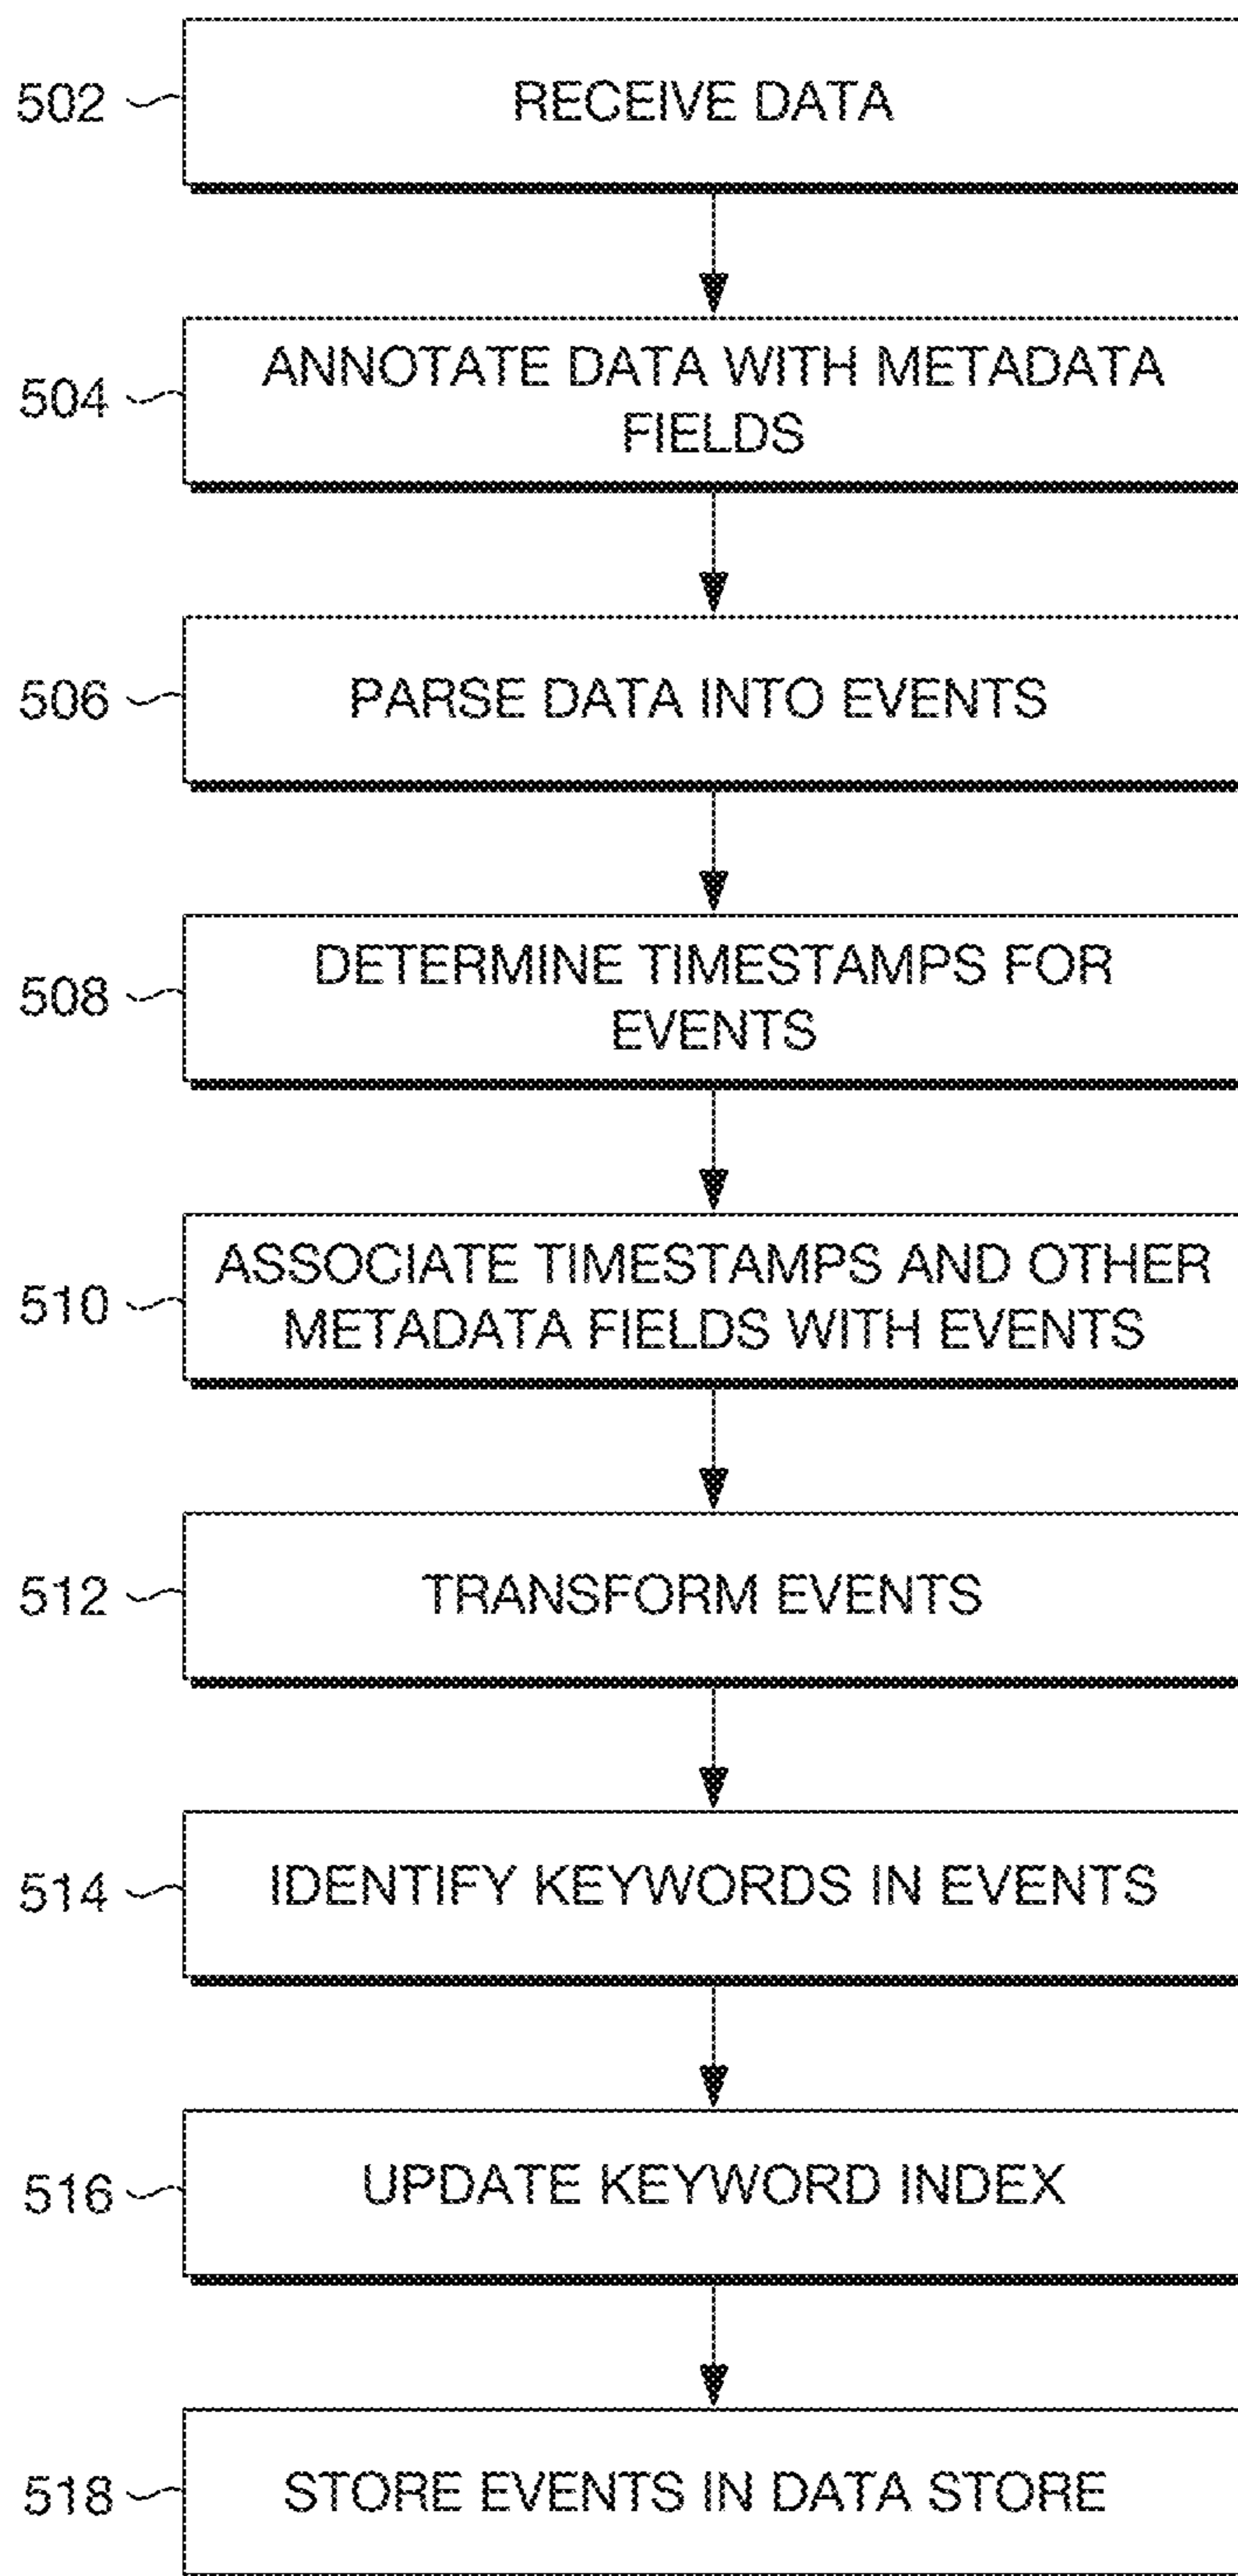 502
RECEIVE DATA
504
ANNOTATE DATA WITH METADATA
FIELDS
506
PARSE DATA INTO EVENTS
508
DETERMINE TIMESTAMPS FOR
EVENTS
510
ASSOCIATE TIMESTAMPS AND OTHER
METADATA FIELDS WITH EVENTS
512
TRANSFORM EVENTS
514
IDENTIFY KEYWORDS IN EVENTS
516
UPDATE KEYWORD INDEX
518
STORE EVENTS IN DATA STORE